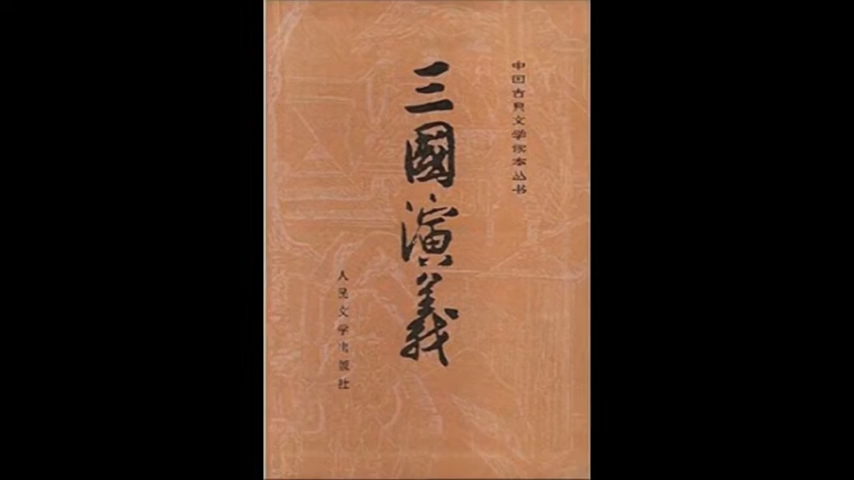 中国古典文学读本丛书
三國演義
人民文学出版社